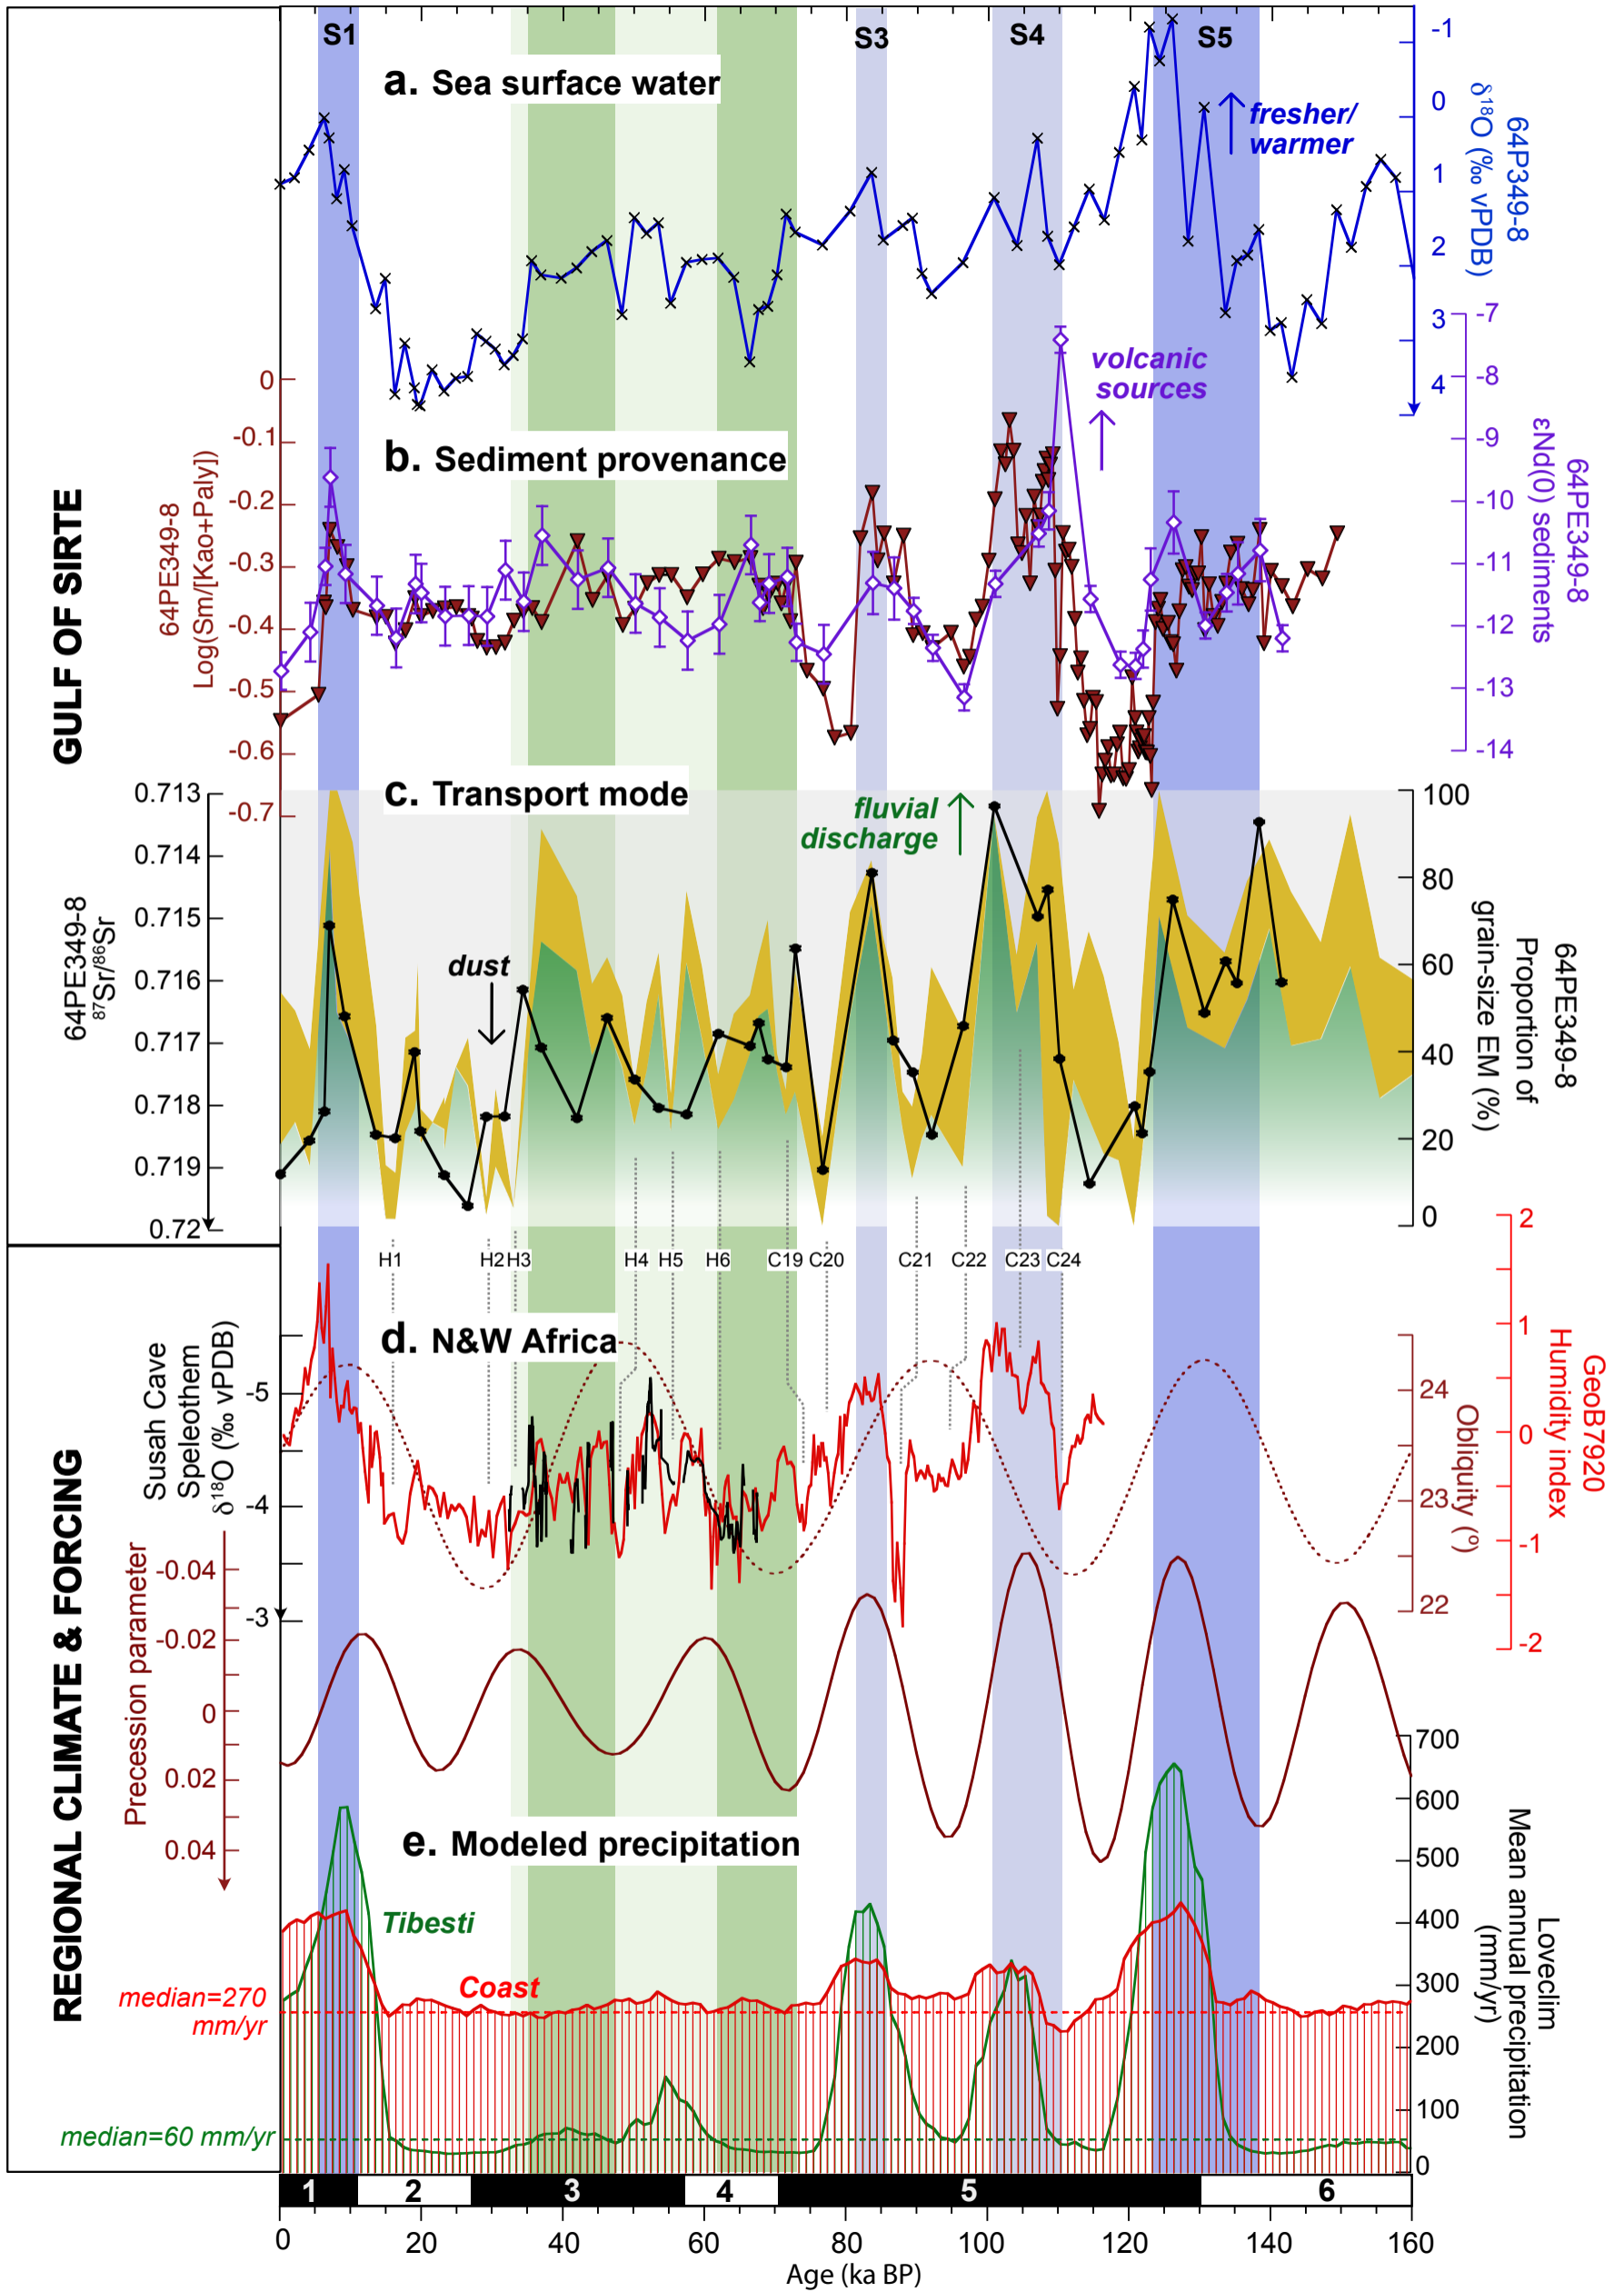 S1
S3
S4
S5
a. Sea surface water
fresher/
warmer
-1
0
1
2
3
4
64P349-8
δ18O (‰ vPDB)
GULF OF SIRTE
b. Sediment provenance
volcanic
sources
0
-0.1
-0.2
-0.3
-0.4
-0.5
-0.6
-0.7
64PE349-8
Log(Sm/[Kao+Paly])
-7
-8
-9
-10
-11
-12
-13
-14
64PE349-8
εNd(0) sediments
c. Transport mode
fluvial
discharge
dust
0.713
0.714
0.715
0.716
0.717
0.718
0.719
0.72
64PE349-8
87Sr/86Sr
100
80
60
40
20
0
64PE349-8
Proportion of
grain-size EM (%)
H1
H2
H3
H4
H5
H6
C19
C20
C21
C22
C23
C24
REGIONAL CLIMATE & FORCING
d. N&W Africa
Susah Cave
Speleothem
δ18O (‰ vPDB)
-5
-4
-3
24
23
22
Obliquity (º)
2
1
0
-1
-2
GeoB7920
Humidity index
Precession parameter
-0.04
-0.02
0
0.02
0.04
e. Modeled precipitation
Tibesti
Coast
median=270
mm/yr
median=60 mm/yr
700
600
500
400
300
200
100
0
Loveclim
Mean annual precipitation
(mm/yr)
1
2
3
4
5
6
0
20
40
60
80
100
120
140
160
Age (ka BP)